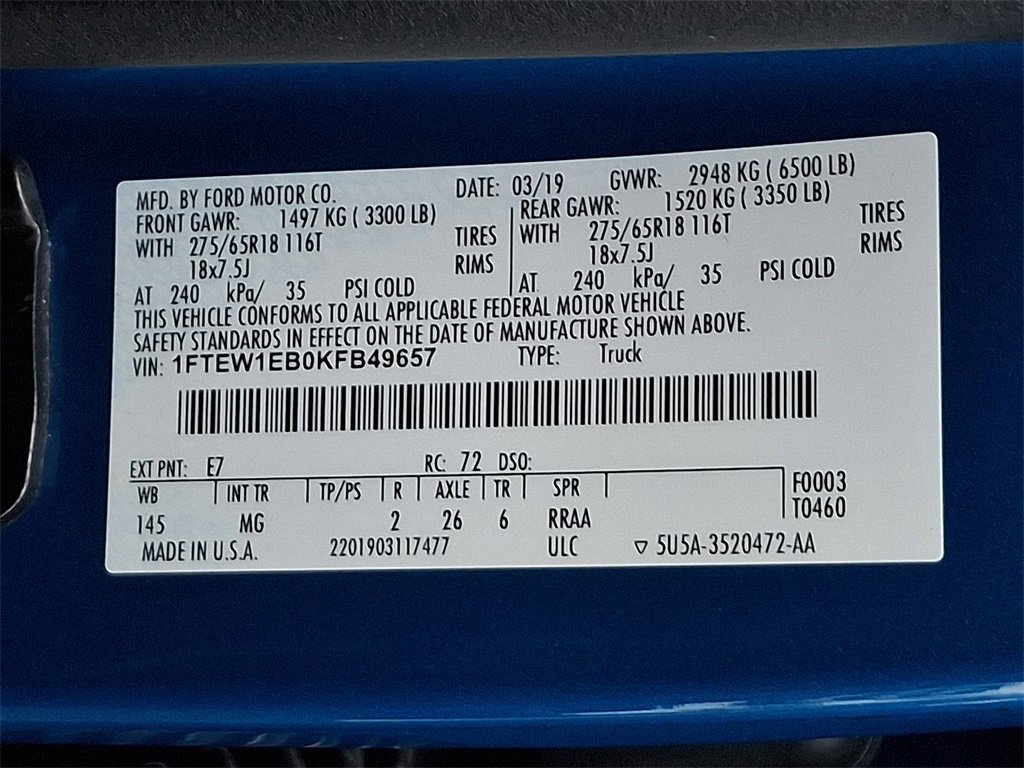 MFD. BY FORD MOTOR CO. DATE: 03/19 GVWR: 2948 KG ( 6500 LB)
FRONT GAWR: 1497 KG ( 3300 LB) REAR GAWR: 1520 KG ( 3350 LB)
WITH 275/65R18 116T TIRES WITH 275/65R18 116T TIRES
18x7.5J RIMS 18x7.5J RIMS
AT 240 kPa/ 35 PSI COLD AT 240 kPa/ 35 PSI COLD
THIS VEHICLE CONFORMS TO ALL APPLICABLE FEDERAL MOTOR VEHICLE
SAFETY STANDARDS IN EFFECT ON THE DATE OF MANUFACTURE SHOWN ABOVE.
VIN: 1FTEW1EB0KFB49657 TYPE: Truck
EXT PNT: E7 RC: 72 DSO:
WB INT TR TP/PS R AXLE TR SPR F0003
145 MG 2 26 6 RRAA T0460
MADE IN U.S.A. 2201903117477 ULC ▽ 5U5A-3520472-AA